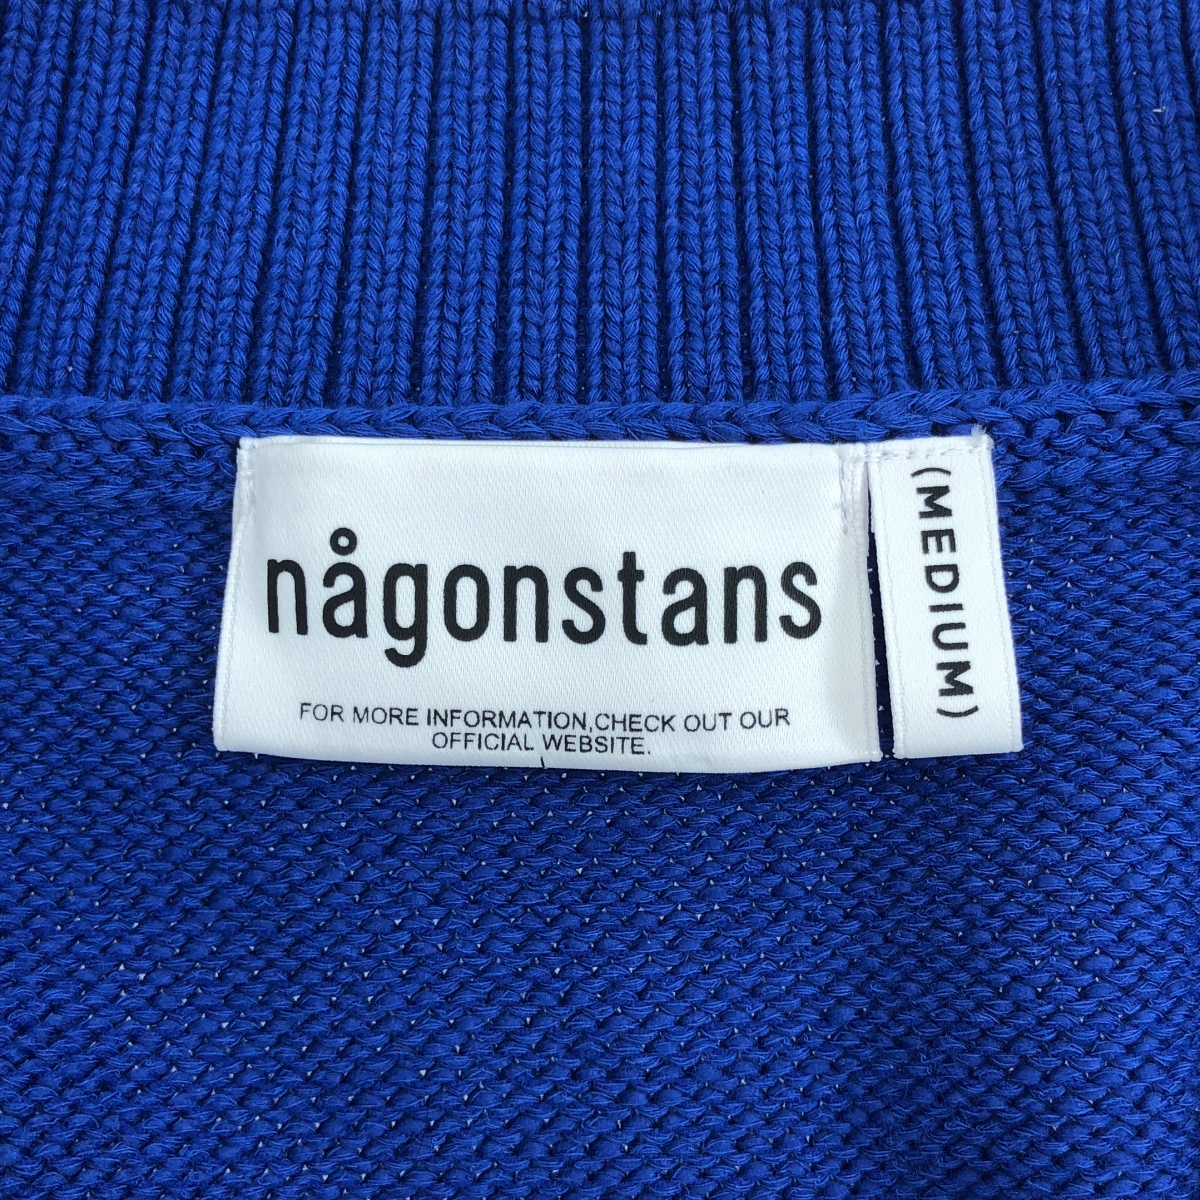 någonstans
FOR MORE INFORMATION,CHECK OUT OUR
OFFICIAL WEBSITE.
(MEDIUM)